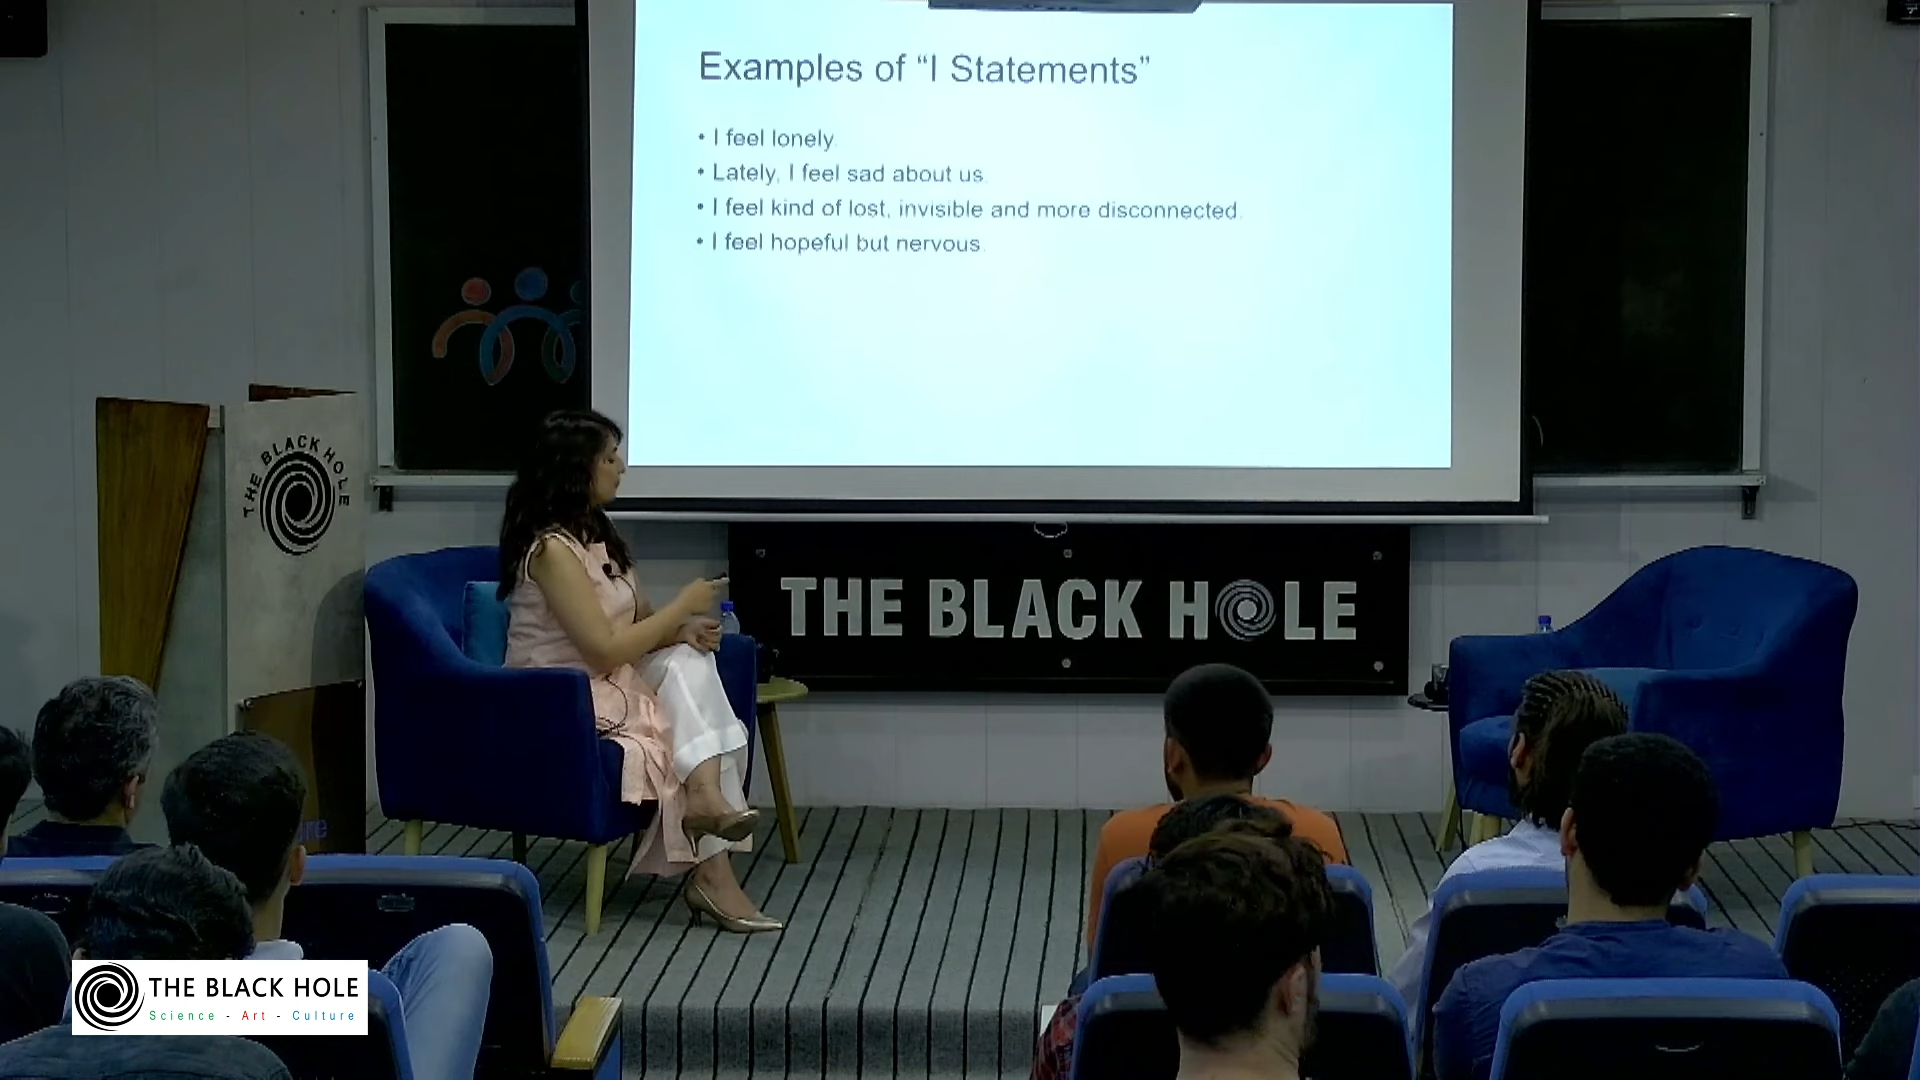 Examples of “I Statements”
• I feel lonely.
• Lately, I feel sad about us.
• I feel kind of lost, invisible and more disconnected.
• I feel hopeful but nervous.
THE BLACK HOLE
THE BLACK HOLE
THE BLACK HOLE
Science - Art - Culture